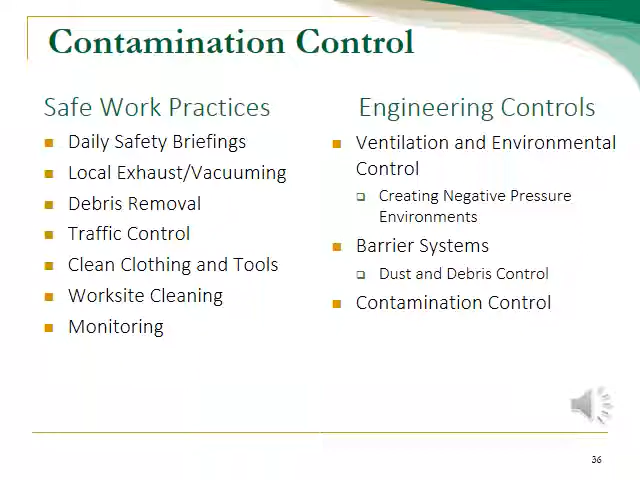 Contamination Control
Safe Work Practices
Daily Safety Briefings
Local Exhaust/Vacuuming
Debris Removal
Traffic Control
Clean Clothing and Tools
Worksite Cleaning
Monitoring
Engineering Controls
Ventilation and Environmental
Control
Creating Negative Pressure
Environments
Barrier Systems
Dust and Debris Control
Contamination Control
36